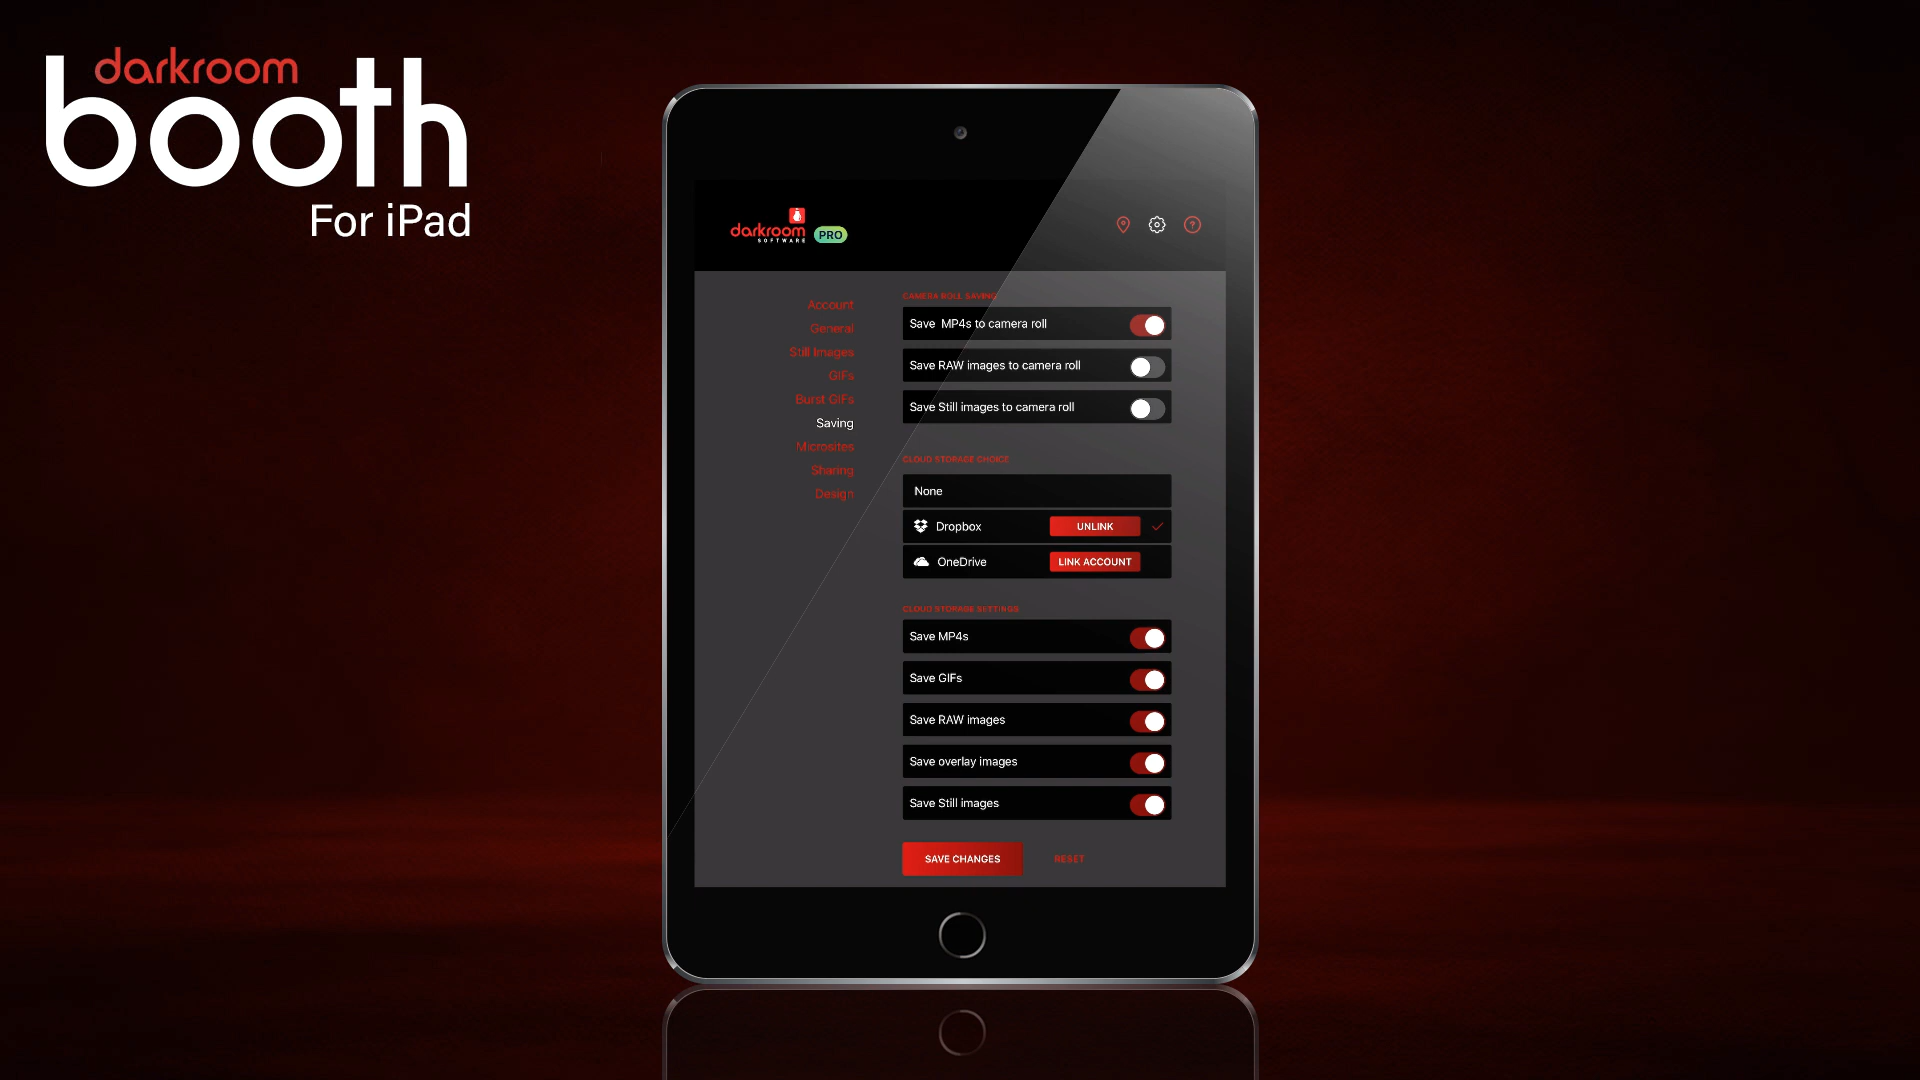 darkroom
booth
For iPad
darkroom
SOFTWARE
PRO
?
Account
General
Still Images
GIFs
Burst GIFs
Saving
Microsites
Sharing
Design
CAMERA ROLL SAVING
Save MP4s to camera roll
Save RAW images to camera roll
Save Still images to camera roll
CLOUD STORAGE CHOICE
None
Dropbox UNLINK
OneDrive LINK ACCOUNT
CLOUD STORAGE SETTINGS
Save MP4s
Save GIFs
Save RAW images
Save overlay images
Save Still images
SAVE CHANGES RESET